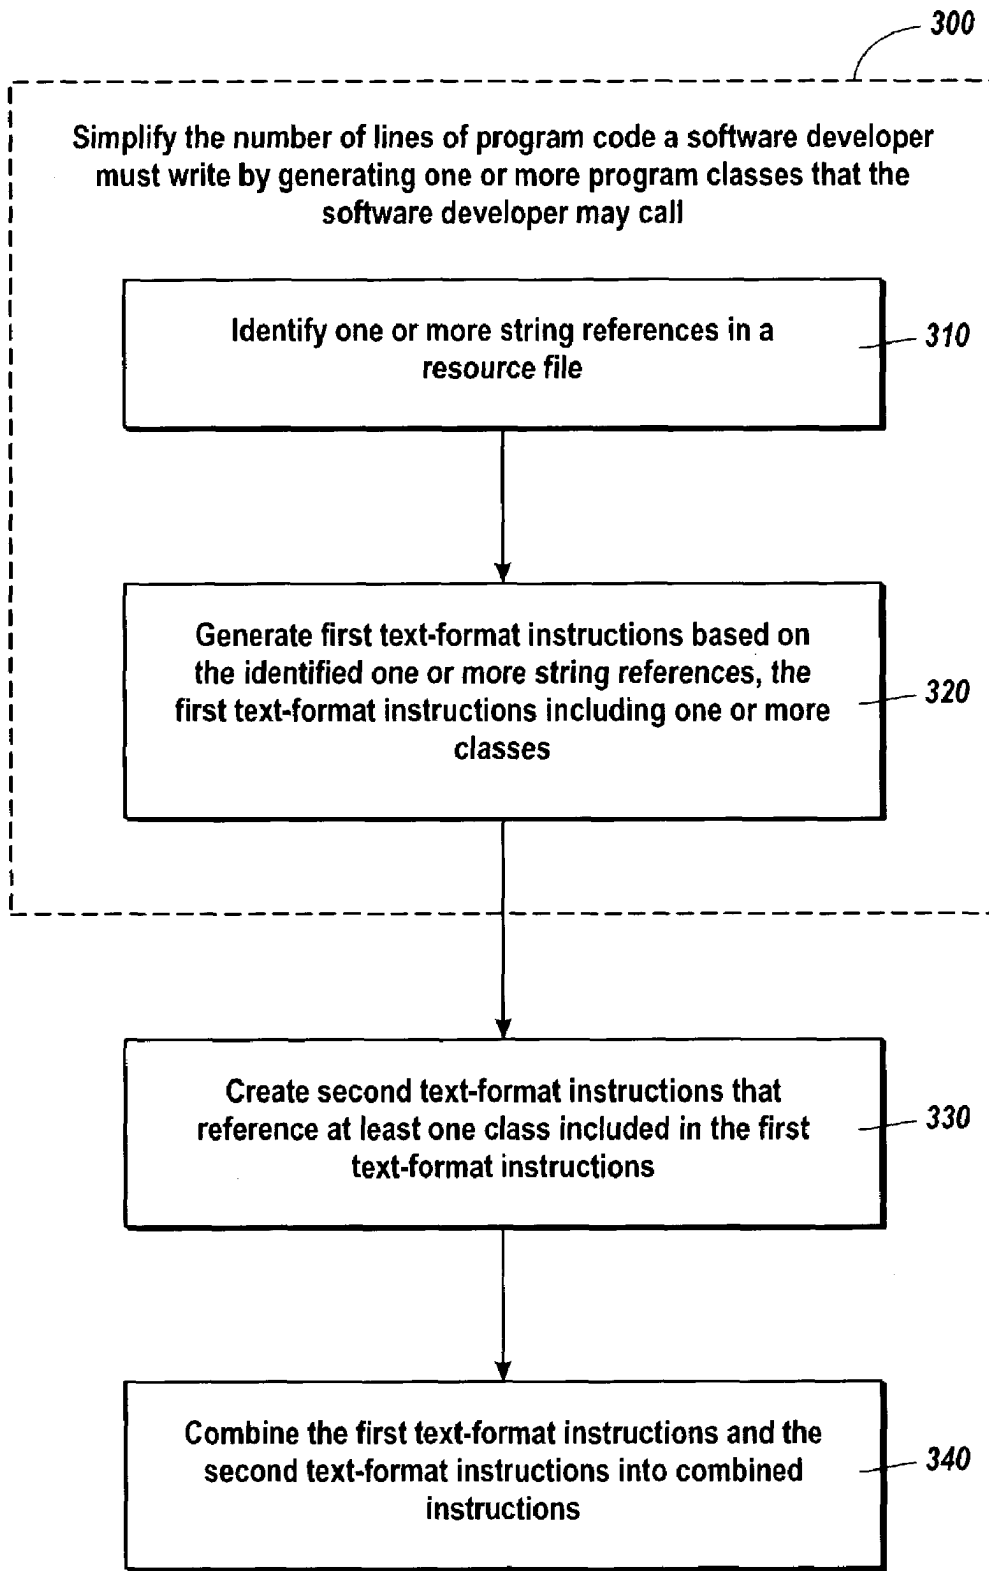 300
Simplify the number of lines of program code a software developer
must write by generating one or more program classes that the
software developer may call
Identify one or more string references in a
resource file
310
Generate first text-format instructions based on
the identified one or more string references, the
first text-format instructions including one or more
classes
320
Create second text-format instructions that
reference at least one class included in the first
text-format instructions
330
Combine the first text-format instructions and the
second text-format instructions into combined
instructions
340